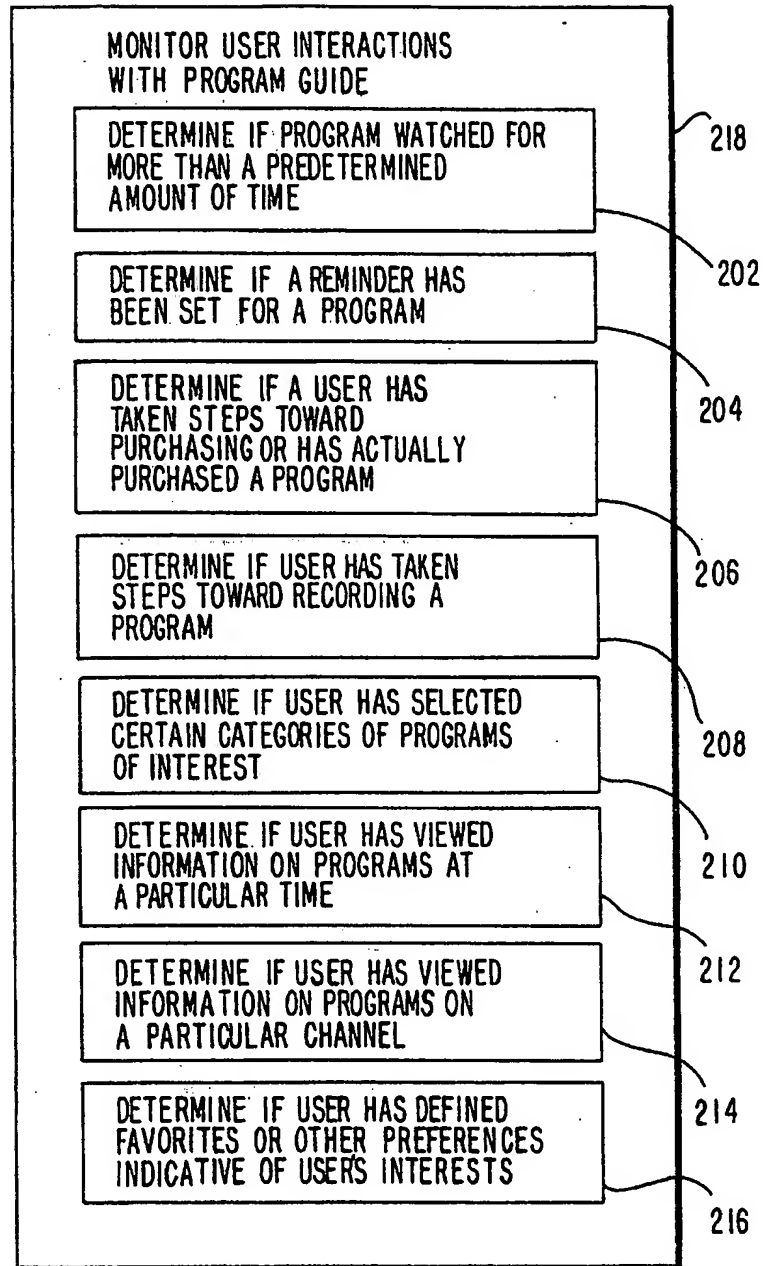 MONITOR USER INTERACTIONS
WITH PROGRAM GUIDE
218
DETERMINE IF PROGRAM WATCHED FOR
MORE THAN A PREDETERMINED
AMOUNT OF TIME
202
DETERMINE IF A REMINDER HAS
BEEN SET FOR A PROGRAM
204
DETERMINE IF A USER HAS
TAKEN STEPS TOWARD
PURCHASING OR HAS ACTUALLY
PURCHASED A PROGRAM
206
DETERMINE IF USER HAS TAKEN
STEPS TOWARD RECORDING A
PROGRAM
208
DETERMINE IF USER HAS SELECTED
CERTAIN CATEGORIES OF PROGRAMS
OF INTEREST
210
DETERMINE IF USER HAS VIEWED
INFORMATION ON PROGRAMS AT
A PARTICULAR TIME
212
DETERMINE IF USER HAS VIEWED
INFORMATION ON PROGRAMS ON
A PARTICULAR CHANNEL
214
DETERMINE IF USER HAS DEFINED
FAVORITES OR OTHER PREFERENCES
INDICATIVE OF USER'S INTERESTS
216